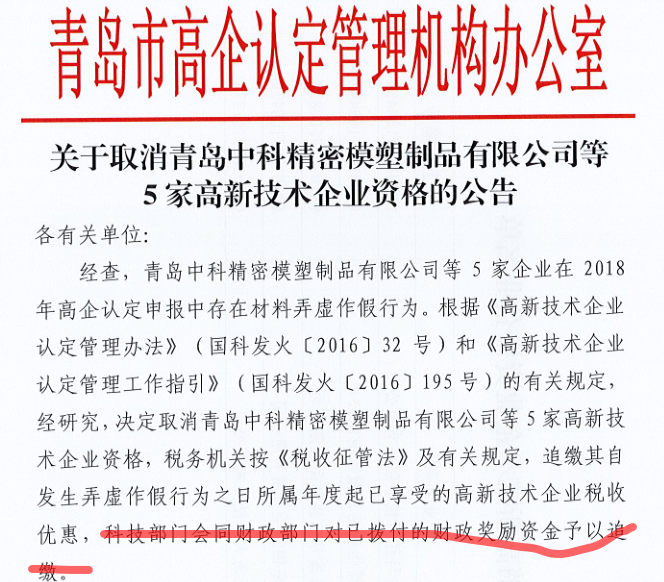 青岛市高企认定管理机构办公室
关于取消青岛中科精密模塑制品有限公司等
5 家高新技术企业资格的公告
各有关单位：
经查，青岛中科精密模塑制品有限公司等 5 家企业在 2018
年高企认定申报中存在材料弄虚作假行为。根据《高新技术企业
认定管理办法》（国科发火〔2016〕32 号）和《高新技术企业
认定管理工作指引》（国科发火〔2016〕195 号）的有关规定，
经研究，决定取消青岛中科精密模塑制品有限公司等 5 家高新技
术企业资格，税务机关按《税收征管法》及有关规定，追缴其自
发生弄虚作假行为之日所属年度起已享受的高新技术企业税收
优惠，科技部门会同财政部门对已拨付的财政奖励资金予以追
缴。